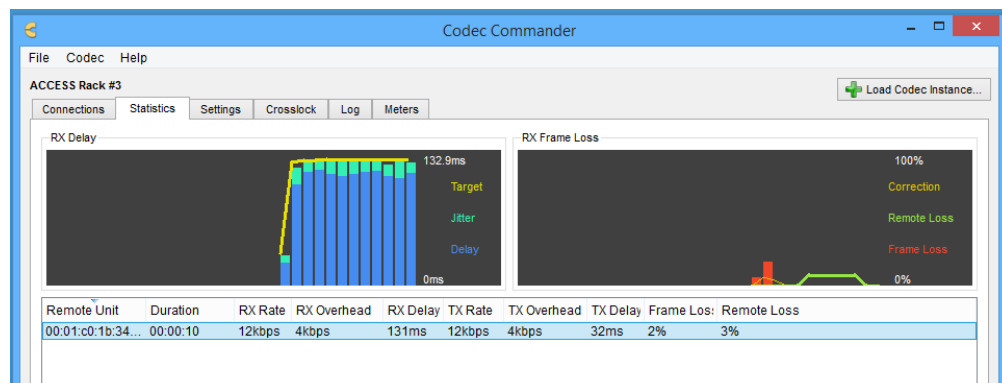 Codec Commander
File Codec Help
ACCESS Rack #3
Load Codec Instance...
Connections Statistics Settings Crosslock Log Meters
RX Delay
132.9ms
Target
Jitter
Delay
0ms
RX Frame Loss
100%
Correction
Remote Loss
Frame Loss
0%
Remote Unit Duration RX Rate RX Overhead RX Delay TX Rate TX Overhead TX Delay Frame Los: Remote Loss
00:01:c0:1b:34... 00:00:10 12kbps 4kbps 131ms 12kbps 4kbps 32ms 2% 3%